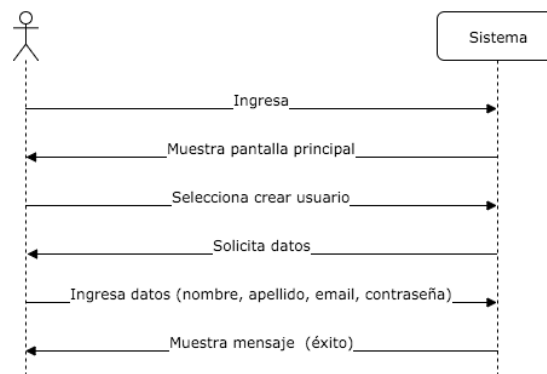 Sistema
Ingresa
Muestra pantalla principal
Selecciona crear usuario
Solicita datos
Ingresa datos (nombre, apellido, email, contraseña)
Muestra mensaje (éxito)